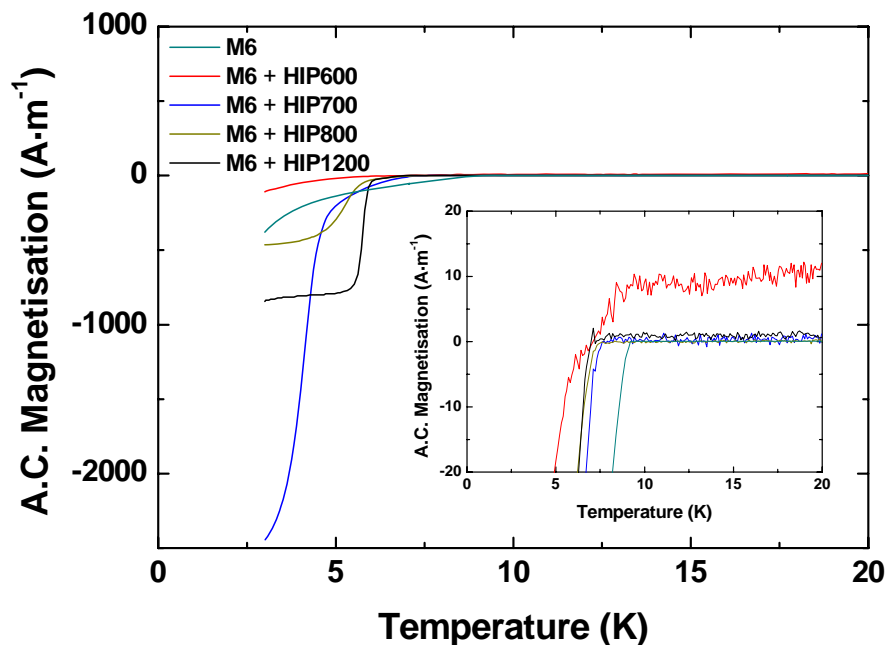 A.C. Magnetisation (A·m⁻¹)
1000
0
-1000
-2000
M6
M6 + HIP600
M6 + HIP700
M6 + HIP800
M6 + HIP1200
A.C. Magnetisation (A·m⁻¹)
20
10
0
-10
-20
0 5 10 15 20
Temperature (K)
0 5 10 15 20
Temperature (K)